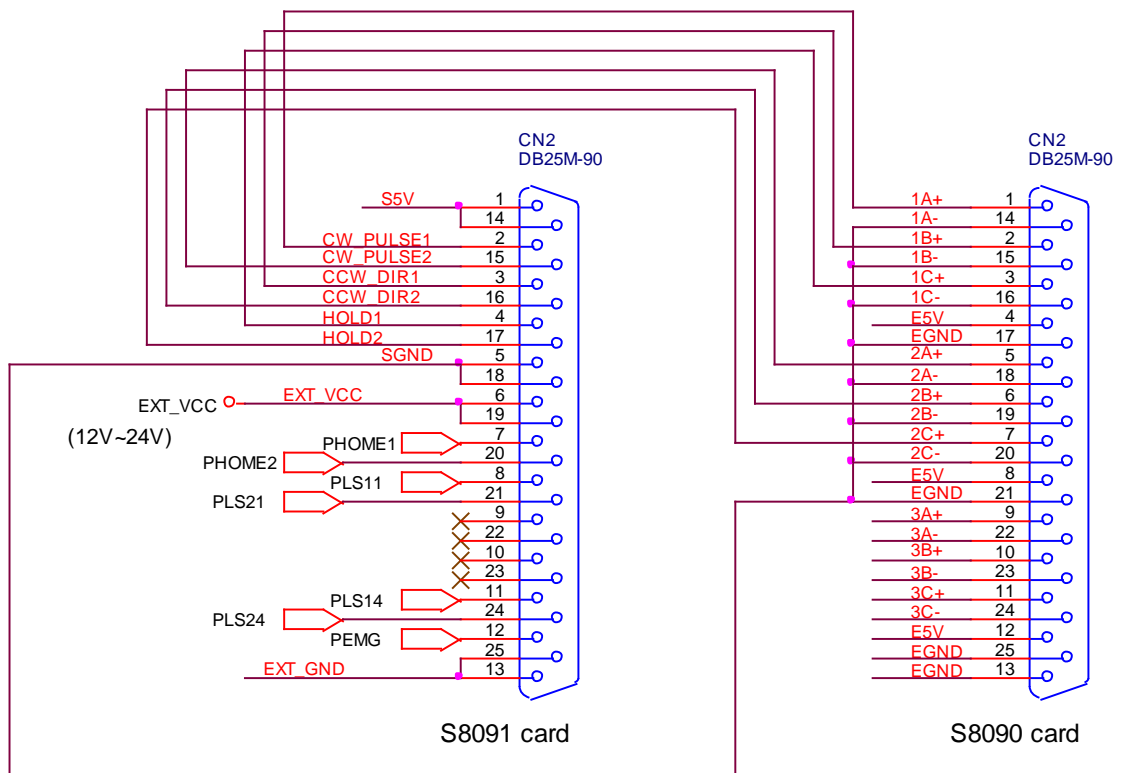 CN2
DB25M-90
S5V 1
14
CW_PULSE1 2
CW_PULSE2 15
CCW_DIR1 3
CCW_DIR2 16
HOLD1 4
HOLD2 17
SGND 5
18
EXT_VCC EXT_VCC 6
(12V~24V)
19
PHOME1 7
PHOME2 20
PLS11 8
PLS21 21
9
22
10
23
PLS14 11
PLS24 24
PEMG 12
25
EXT_GND 13
S8091 card
CN2
DB25M-90
1A+ 1
1A- 14
1B+ 2
1B- 15
1C+ 3
1C- 16
E5V 4
EGND 17
2A+ 5
2A- 18
2B+ 6
2B- 19
2C+ 7
2C- 20
E5V 8
EGND 21
3A+ 9
3A- 22
3B+ 10
3B- 23
3C+ 11
3C- 24
E5V 12
EGND 25
EGND 13
S8090 card